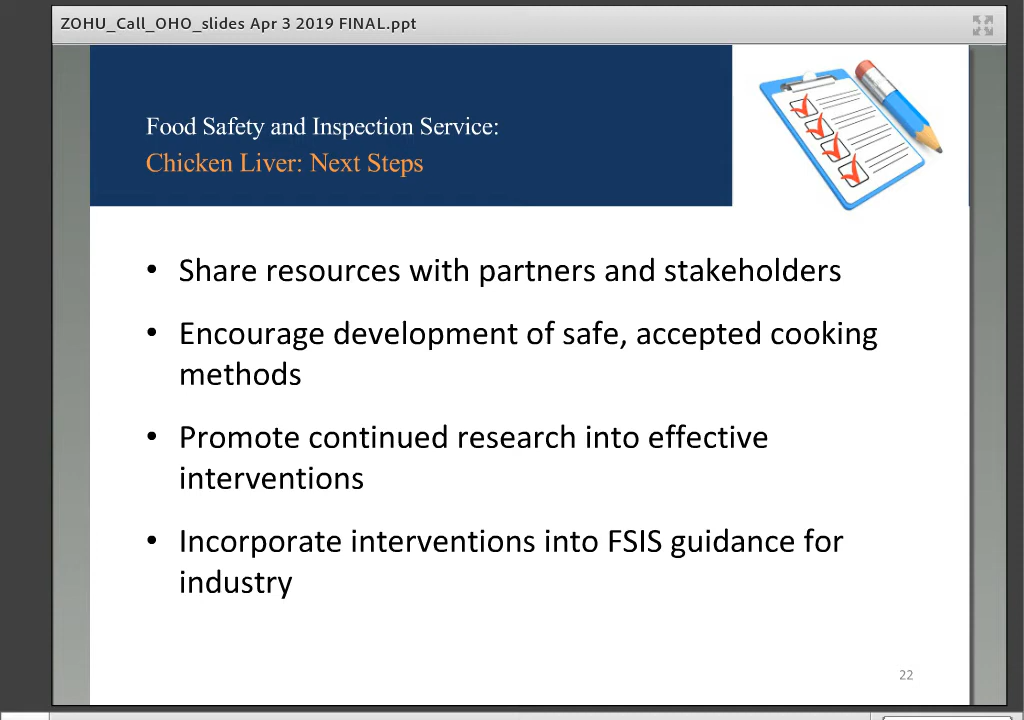 ZOHU_Call_OHO_slides Apr 3 2019 FINAL.ppt
Food Safety and Inspection Service:
Chicken Liver: Next Steps
• Share resources with partners and stakeholders
• Encourage development of safe, accepted cooking
methods
• Promote continued research into effective
interventions
• Incorporate interventions into FSIS guidance for
industry
22